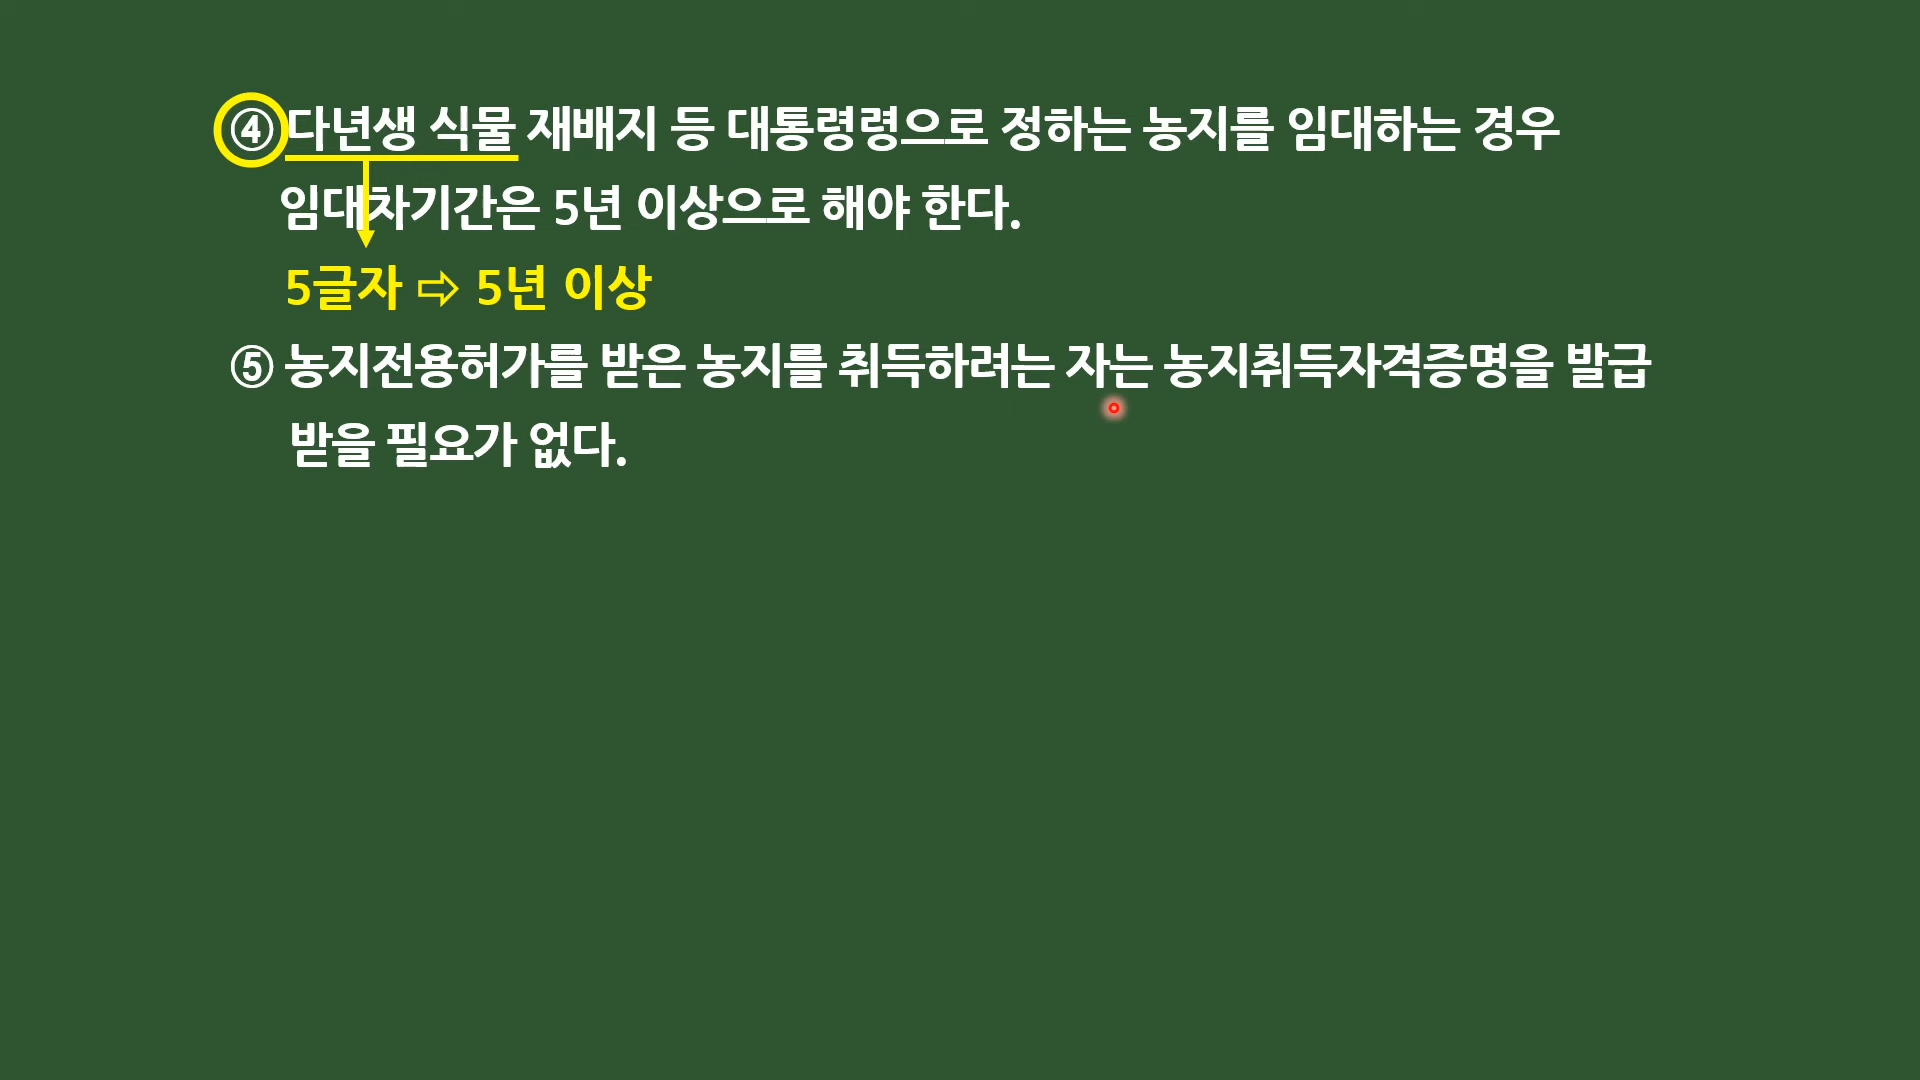 ④ 다년생 식물 재배지 등 대통령령으로 정하는 농지를 임대하는 경우
임대차기간은 5년 이상으로 해야 한다.
5글자 ⇨ 5년 이상
⑤ 농지전용허가를 받은 농지를 취득하려는 자는 농지취득자격증명을 발급
받을 필요가 없다.